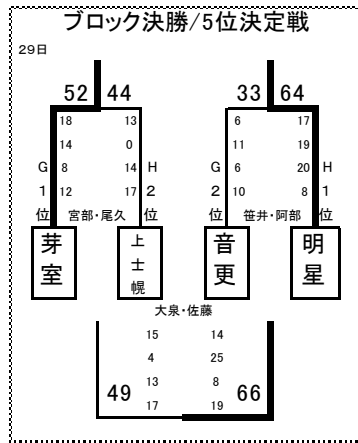 ブロック決勝/5位決定戦
29日
52 44 33 64
18 13 6 17
14 0 11 19
G 8 14 H G 6 20 H
1 12 17 2 2 10 8 1
位 宮部・尾久 位 位 笹井・阿部 位
芽室 上士幌 音更 明星
大泉・佐藤
15 14
4 25
13 8
49 66
17 19